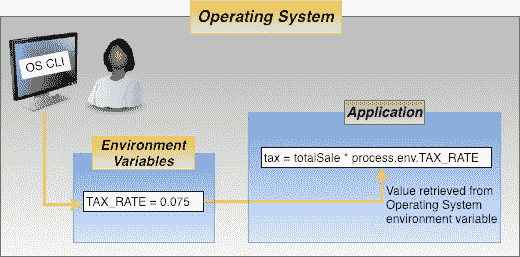 Operating System
OS CLI
Environment
Variables
TAX_RATE = 0.075
Application
tax = totalSale * process.env.TAX_RATE
Value retrieved from
Operating System
environment variable